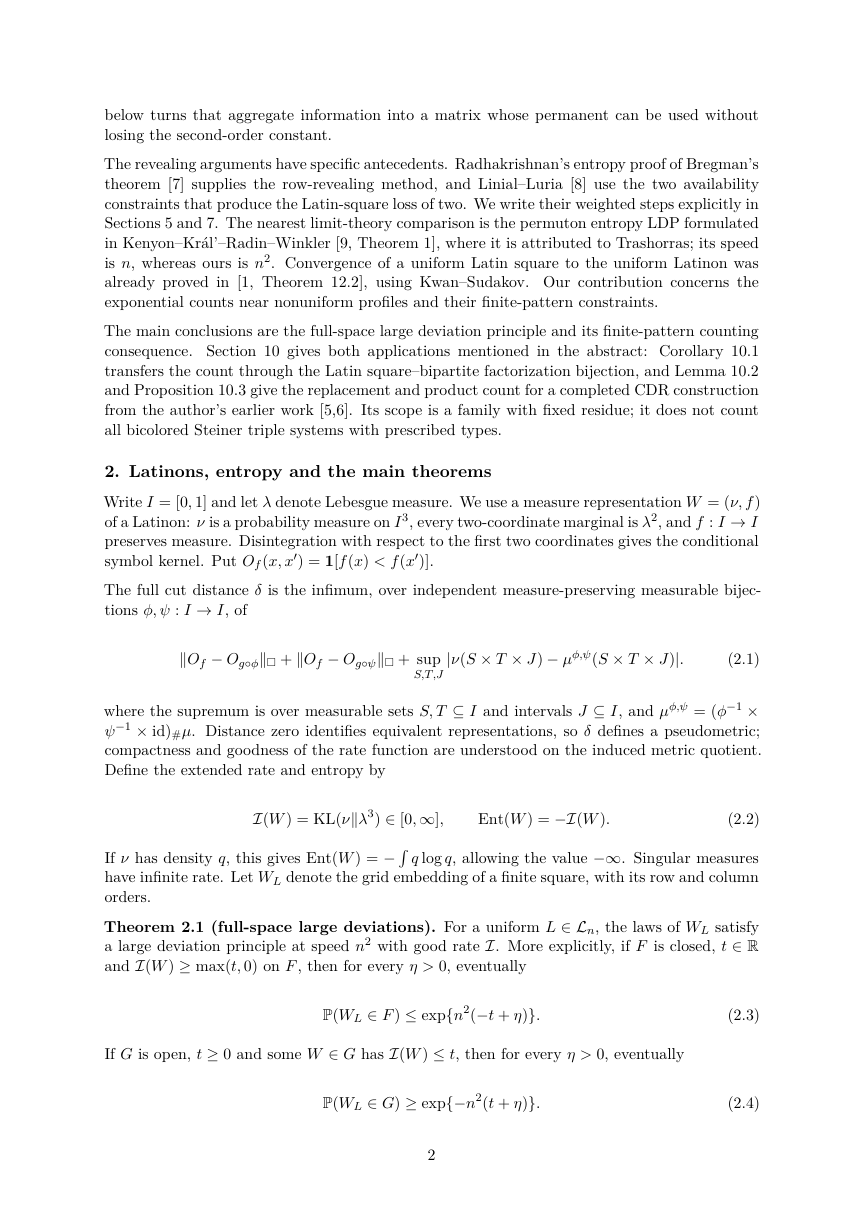 below turns that aggregate information into a matrix whose permanent can be used without
losing the second-order constant.
The revealing arguments have specific antecedents. Radhakrishnan's entropy proof of Bregman's
theorem [7] supplies the row-revealing method, and Linial–Luria [8] use the two availability
constraints that produce the Latin-square loss of two. We write their weighted steps explicitly in
Sections 5 and 7. The nearest limit-theory comparison is the permuton entropy LDP formulated
in Kenyon–Král'–Radin–Winkler [9, Theorem 1], where it is attributed to Trashorras; its speed
is n, whereas ours is n². Convergence of a uniform Latin square to the uniform Latinon was
already proved in [1, Theorem 12.2], using Kwan–Sudakov. Our contribution concerns the
exponential counts near nonuniform profiles and their finite-pattern constraints.
The main conclusions are the full-space large deviation principle and its finite-pattern counting
consequence. Section 10 gives both applications mentioned in the abstract: Corollary 10.1
transfers the count through the Latin square–bipartite factorization bijection, and Lemma 10.2
and Proposition 10.3 give the replacement and product count for a completed CDR construction
from the author's earlier work [5,6]. Its scope is a family with fixed residue; it does not count
all bicolored Steiner triple systems with prescribed types.
2. Latinons, entropy and the main theorems
Write I = [0, 1] and let λ denote Lebesgue measure. We use a measure representation W = (ν, f)
of a Latinon: ν is a probability measure on I³, every two-coordinate marginal is λ², and f : I → I
preserves measure. Disintegration with respect to the first two coordinates gives the conditional
symbol kernel. Put O_f(x, x′) = 𝟏[f(x) < f(x′)].
The full cut distance δ is the infimum, over independent measure-preserving measurable bijec-
tions ϕ, ψ : I → I, of
‖O_f − O_{g∘ϕ}‖_□ + ‖O_f − O_{g∘ψ}‖_□ + sup_{S,T,J} |ν(S × T × J) − μ^{ϕ,ψ}(S × T × J)|. (2.1)
where the supremum is over measurable sets S, T ⊆ I and intervals J ⊆ I, and μ^{ϕ,ψ} = (ϕ⁻¹ ×
ψ⁻¹ × id)_#μ. Distance zero identifies equivalent representations, so δ defines a pseudometric;
compactness and goodness of the rate function are understood on the induced metric quotient.
Define the extended rate and entropy by
ℐ(W) = KL(ν‖λ³) ∈ [0, ∞], Ent(W) = −ℐ(W). (2.2)
If ν has density q, this gives Ent(W) = − ∫ q log q, allowing the value −∞. Singular measures
have infinite rate. Let W_L denote the grid embedding of a finite square, with its row and column
orders.
Theorem 2.1 (full-space large deviations). For a uniform L ∈ ℒ_n, the laws of W_L satisfy
a large deviation principle at speed n² with good rate ℐ. More explicitly, if F is closed, t ∈ ℝ
and ℐ(W) ≥ max(t, 0) on F, then for every η > 0, eventually
ℙ(W_L ∈ F) ≤ exp{n²(−t + η)}. (2.3)
If G is open, t ≥ 0 and some W ∈ G has ℐ(W) ≤ t, then for every η > 0, eventually
ℙ(W_L ∈ G) ≥ exp{−n²(t + η)}. (2.4)
2